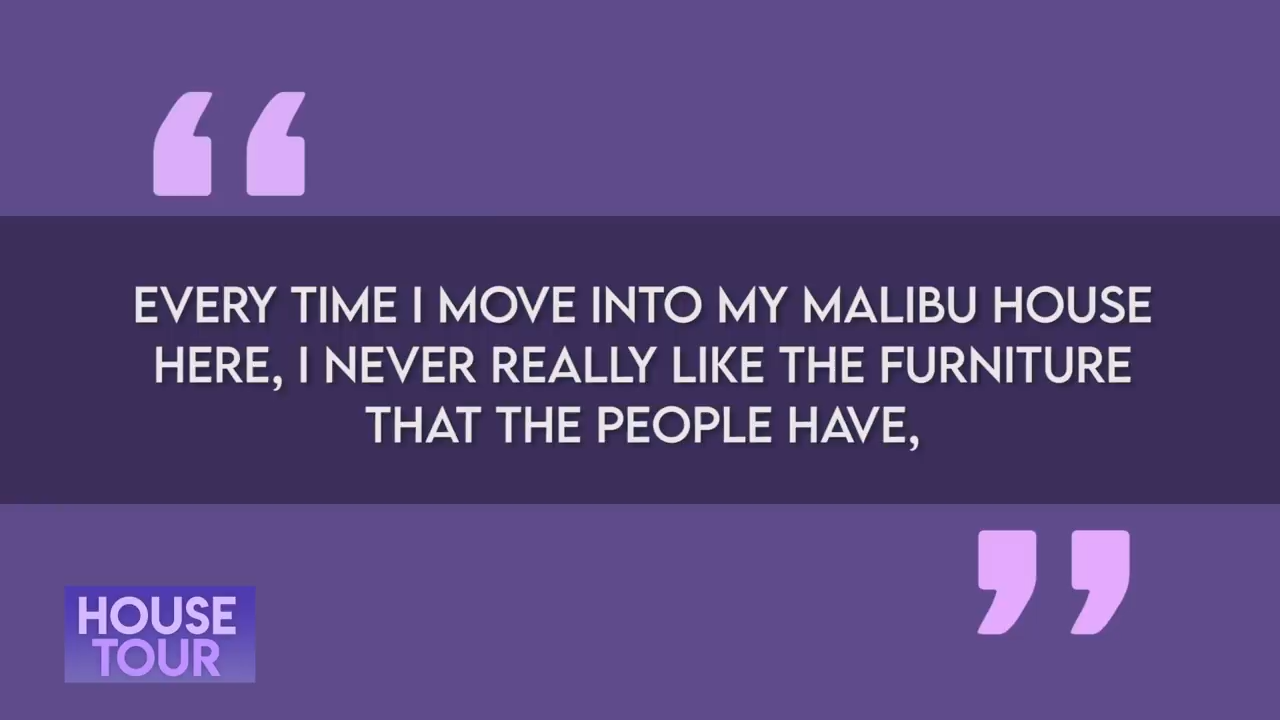 EVERY TIME I MOVE INTO MY MALIBU HOUSE
HERE, I NEVER REALLY LIKE THE FURNITURE
THAT THE PEOPLE HAVE,
HOUSE
TOUR